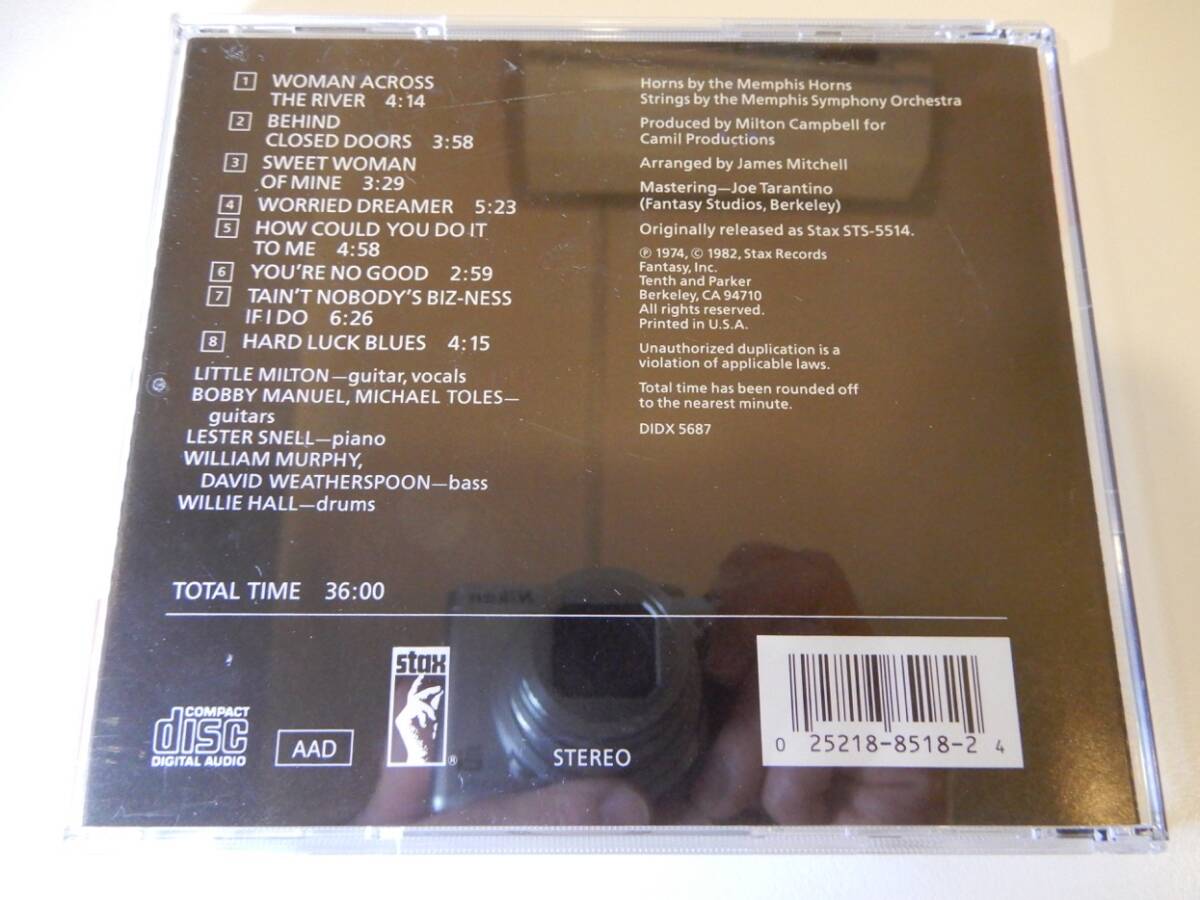 1 WOMAN ACROSS
THE RIVER 4:14
2 BEHIND
CLOSED DOORS 3:58
3 SWEET WOMAN
OF MINE 3:29
4 WORRIED DREAMER 5:23
5 HOW COULD YOU DO IT
TO ME 4:58
6 YOU'RE NO GOOD 2:59
7 TAIN'T NOBODY'S BIZ-NESS
IF I DO 6:26
8 HARD LUCK BLUES 4:15
LITTLE MILTON—guitar, vocals
BOBBY MANUEL, MICHAEL TOLES—
guitars
LESTER SNELL—piano
WILLIAM MURPHY,
DAVID WEATHERSPOON—bass
WILLIE HALL—drums
TOTAL TIME 36:00
Horns by the Memphis Horns
Strings by the Memphis Symphony Orchestra
Produced by Milton Campbell for
Camil Productions
Arranged by James Mitchell
Mastering—Joe Tarantino
(Fantasy Studios, Berkeley)
Originally released as Stax STS-5514.
℗ 1974, © 1982, Stax Records
Fantasy, Inc.
Tenth and Parker
Berkeley, CA 94710
All rights reserved.
Printed in U.S.A.
Unauthorized duplication is a
violation of applicable laws.
Total time has been rounded off
to the nearest minute.
DIDX 5687
COMPACT
disc
DIGITAL AUDIO
AAD
stax
®
STEREO
0 25218-8518-2 4
Nikon